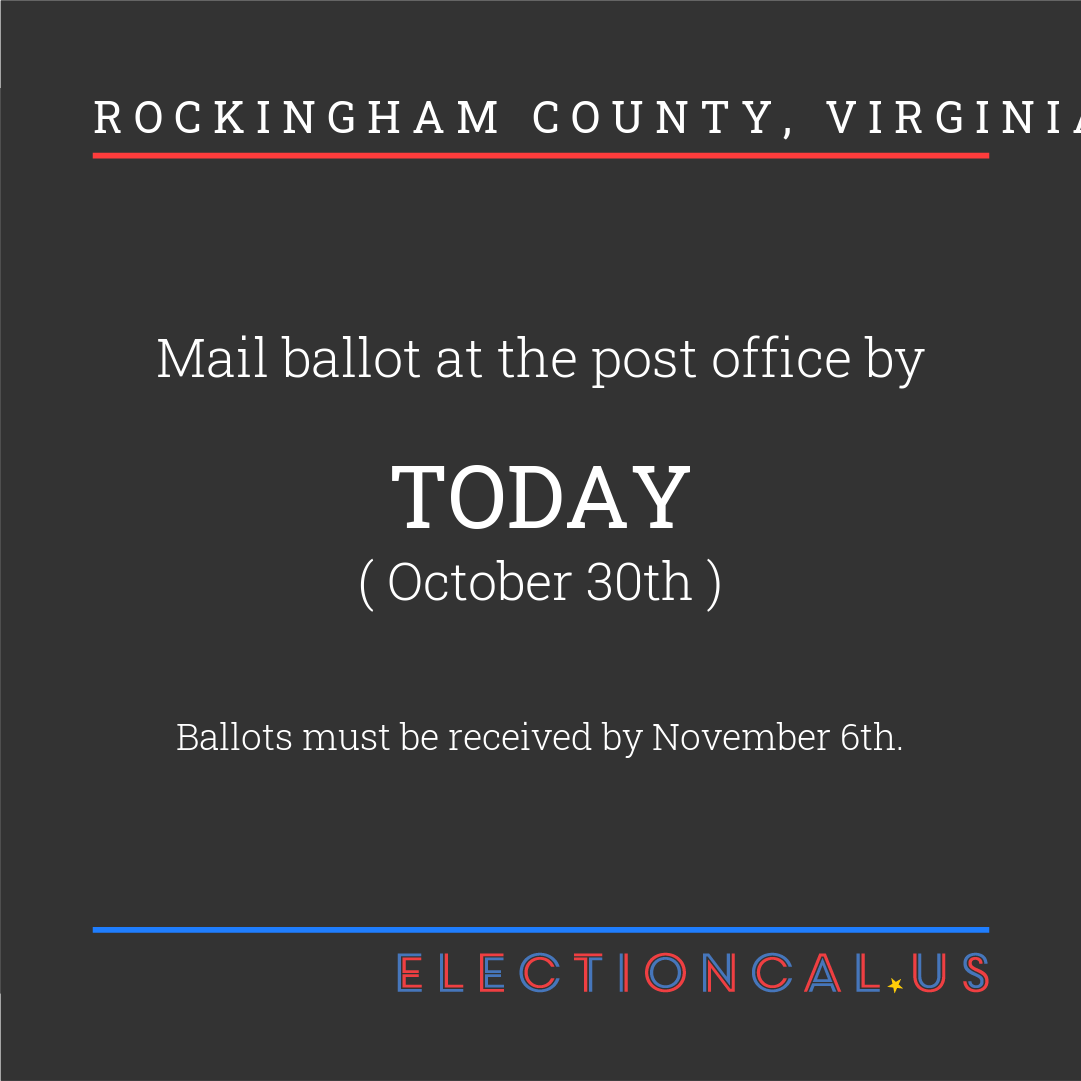 ROCKINGHAM COUNTY, VIRGINIA
Mail ballot at the post office by
TODAY
( October 30th )
Ballots must be received by November 6th.
ELECTIONCAL.US